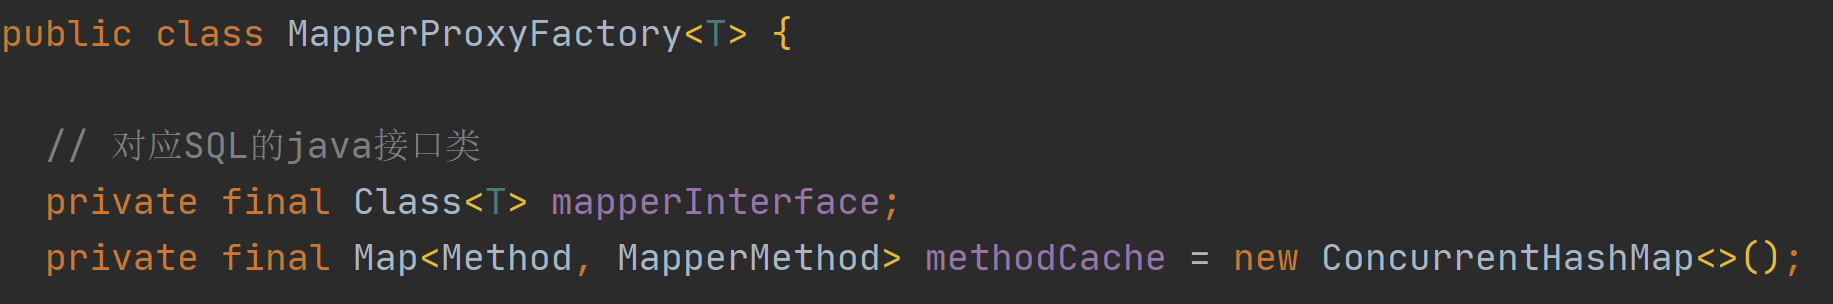 public class MapperProxyFactory<T> {
// 对应SQL的java接口类
private final Class<T> mapperInterface;
private final Map<Method, MapperMethod> methodCache = new ConcurrentHashMap<>();